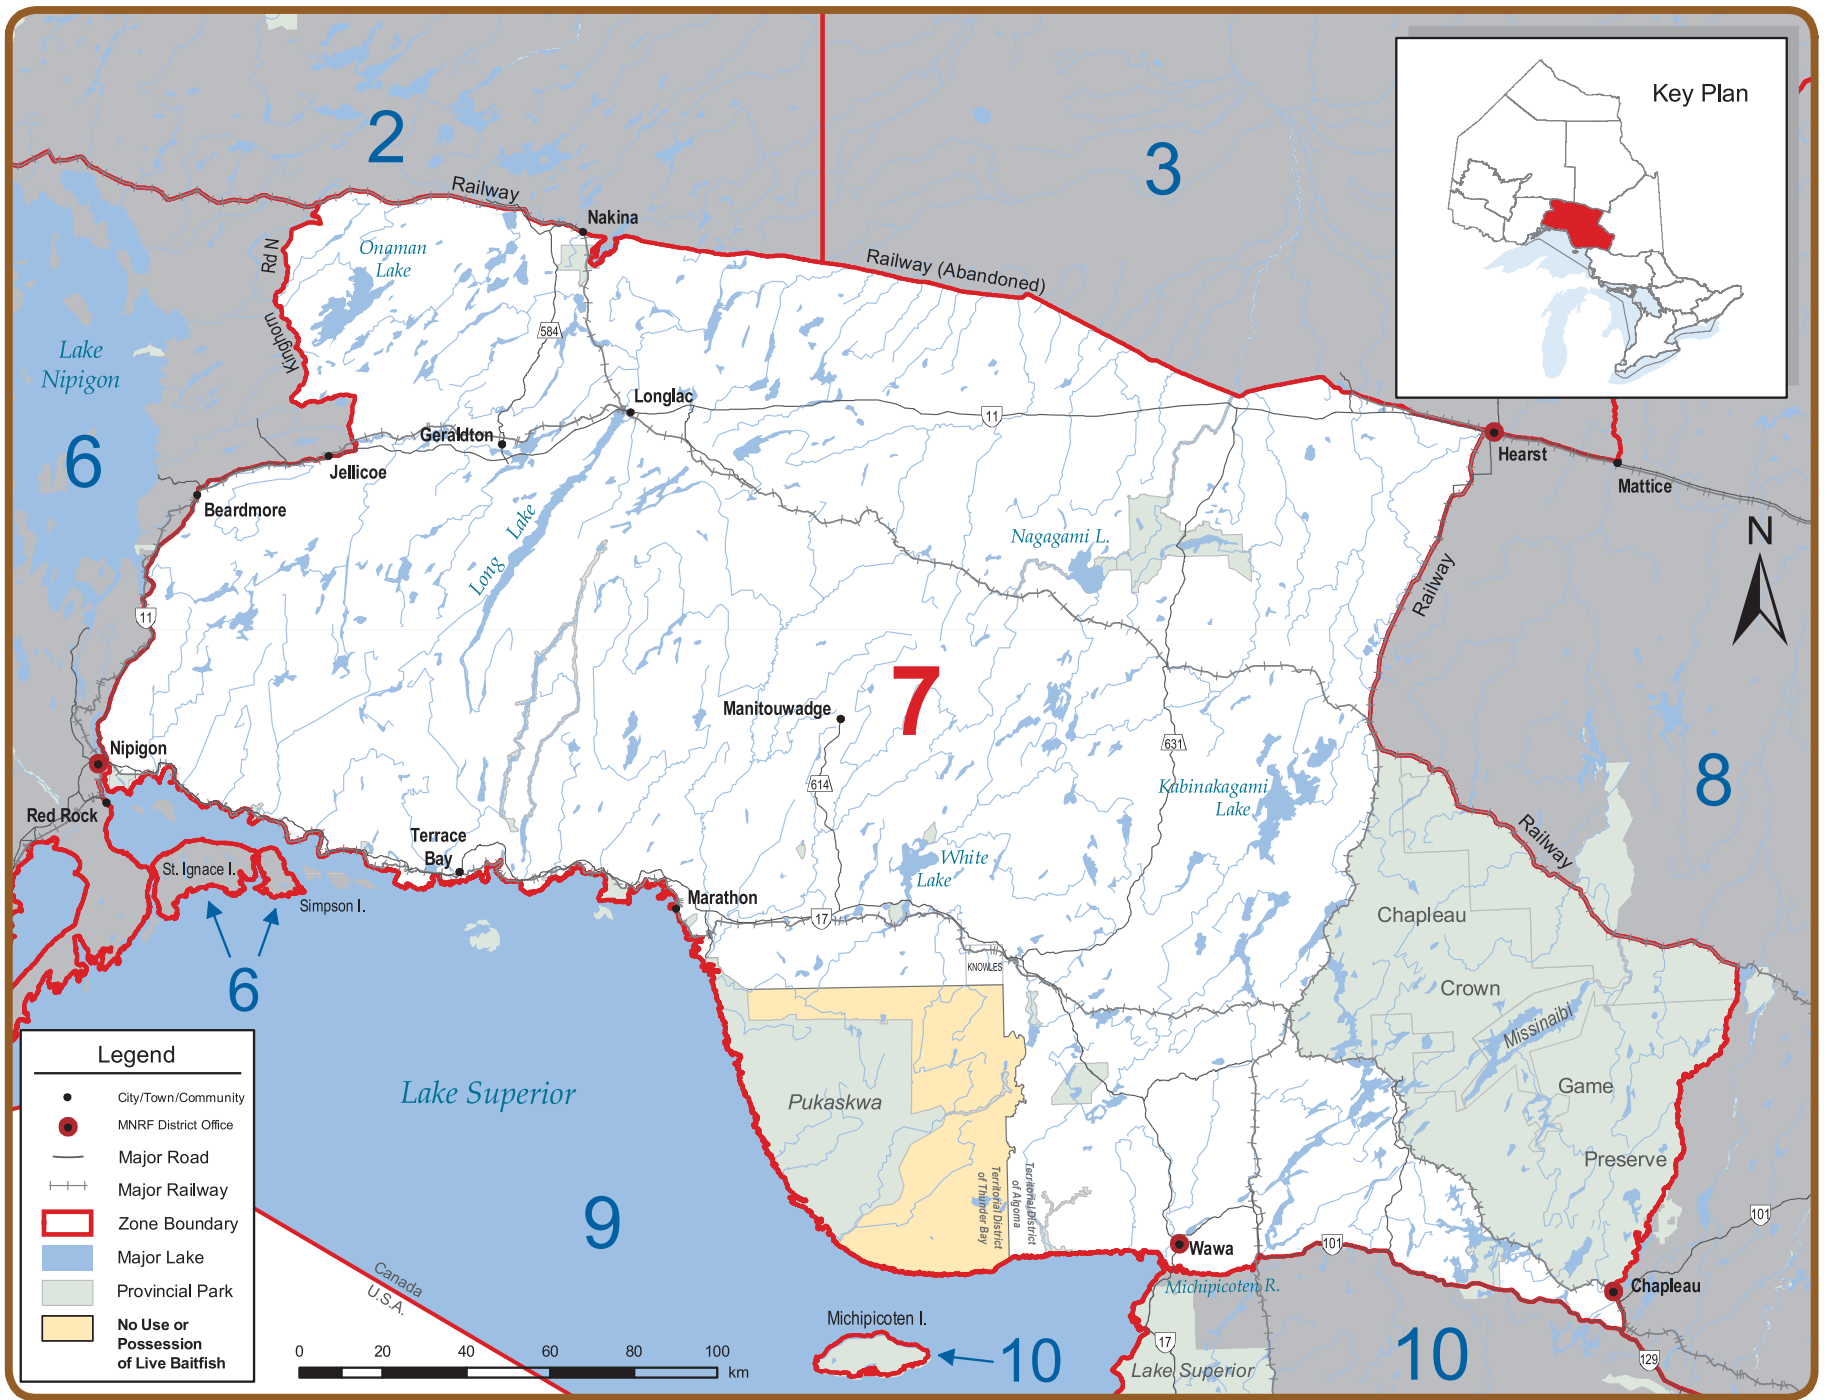 2
3
Key Plan
Railway
Nakina
Onaman
Lake
Rd N
Kinghorn
Railway (Abandoned)
584
Lake
Nipigon
6
Longlac
11
Geraldton
Jellicoe
Beardmore
Hearst
Mattice
Long Lake
Nagagami L.
N
Railway
11
7
Manitouwadge
631
614
Kabinakagami
Lake
8
Nipigon
Red Rock
Terrace
Bay
White
Lake
Railway
St. Ignace I.
Simpson I.
Marathon
17
Chapleau
6
KNOWLES
Crown
Missinaibi
Game
Preserve
Legend
City/Town/Community
MNRF District Office
Major Road
Major Railway
Zone Boundary
Major Lake
Provincial Park
No Use or
Possession
of Live Baitfish
Lake Superior
Pukaskwa
Territorial District
of Thunder Bay
Territorial District
of Algoma
9
Wawa
101
101
Michipicoten R.
Chapleau
Canada
U.S.A.
Michipicoten I.
10
10
17
129
Lake Superior
0 20 40 60 80 100
km